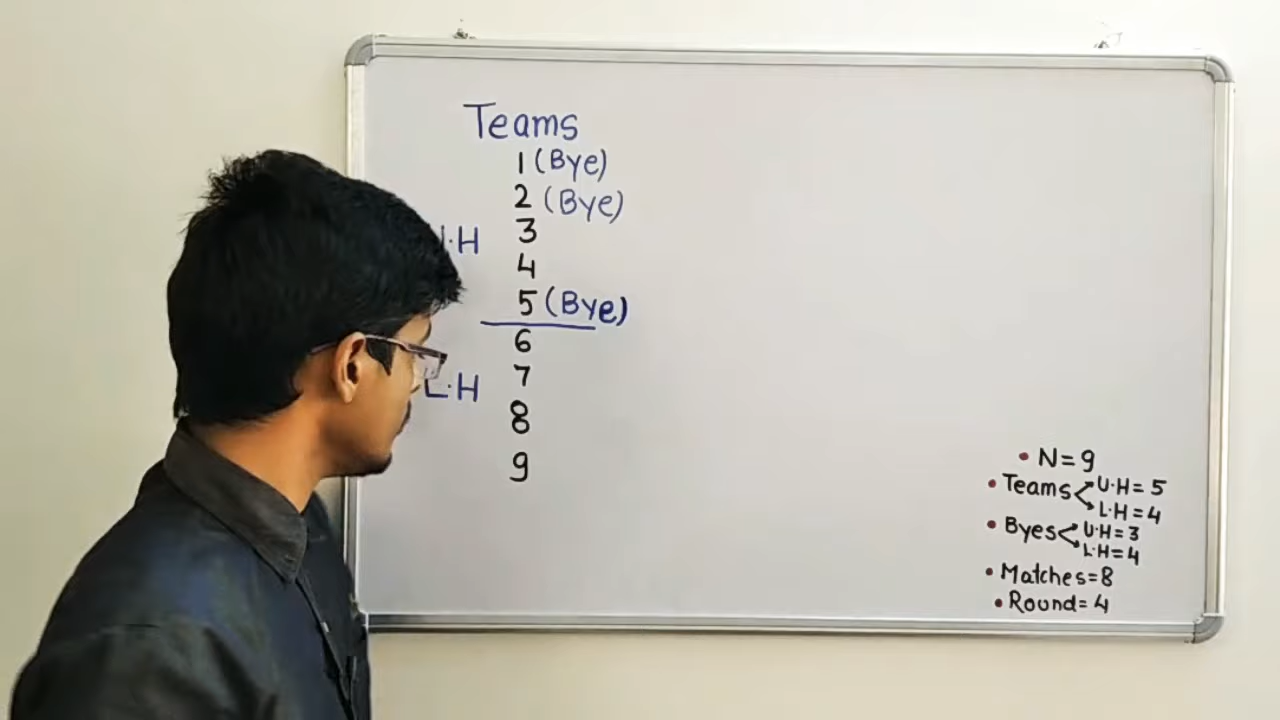 Teams
1 (Bye)
2 (Bye)
3
·H
4
5 (Bye)
6
7
L·H
8
9
• N=9
• Teams U·H=5
L·H=4
• Byes U·H=3
L·H=4
• Matches=8
• Round=4